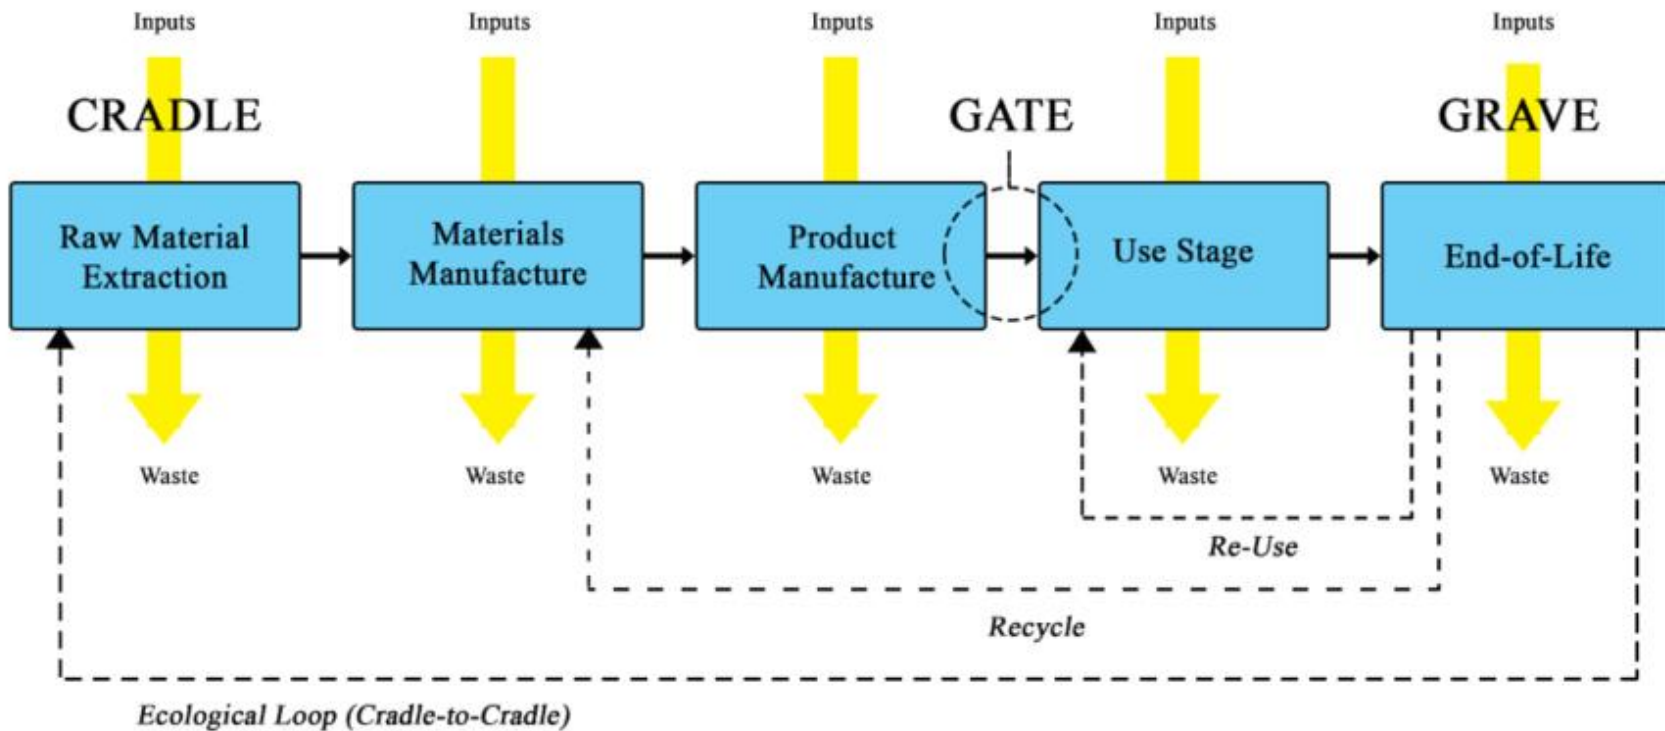 Inputs Inputs Inputs Inputs Inputs
CRADLE GATE GRAVE
Raw Material
Extraction
Materials
Manufacture
Product
Manufacture
Use Stage
End-of-Life
Waste Waste Waste Waste Waste
Re-Use
Recycle
Ecological Loop (Cradle-to-Cradle)